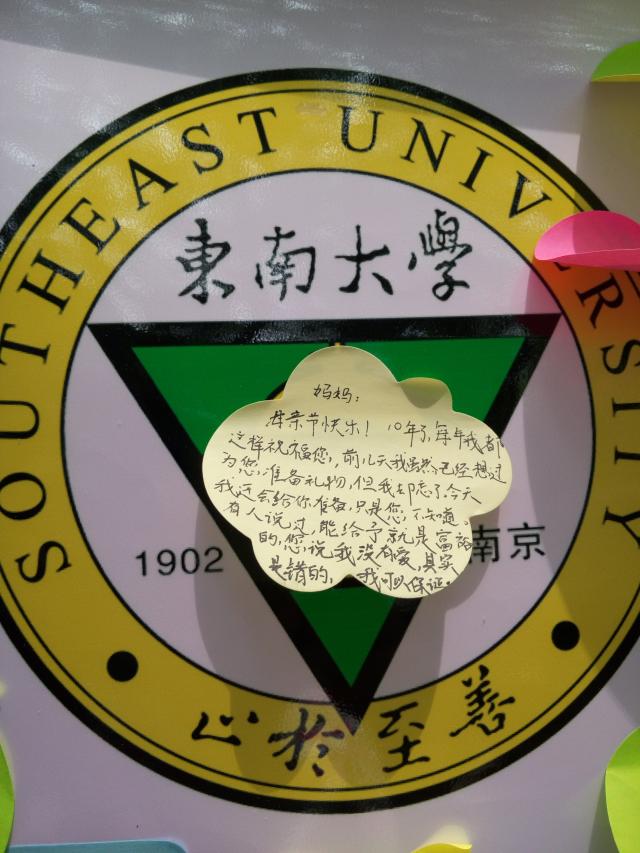 SOUTHEAST UNIVERSITY
東南大學
妈妈:
母亲节快乐! 10年了,每年我都
这样祝福您,前几天我虽然已经想过
为您准备礼物,但我却忘了今天
我还会给你准备,只是您不知道。
有人说过能给予就是富裕
的,您说我没有爱,其实
是错的,我可以保证。
1902
南京
止於至善